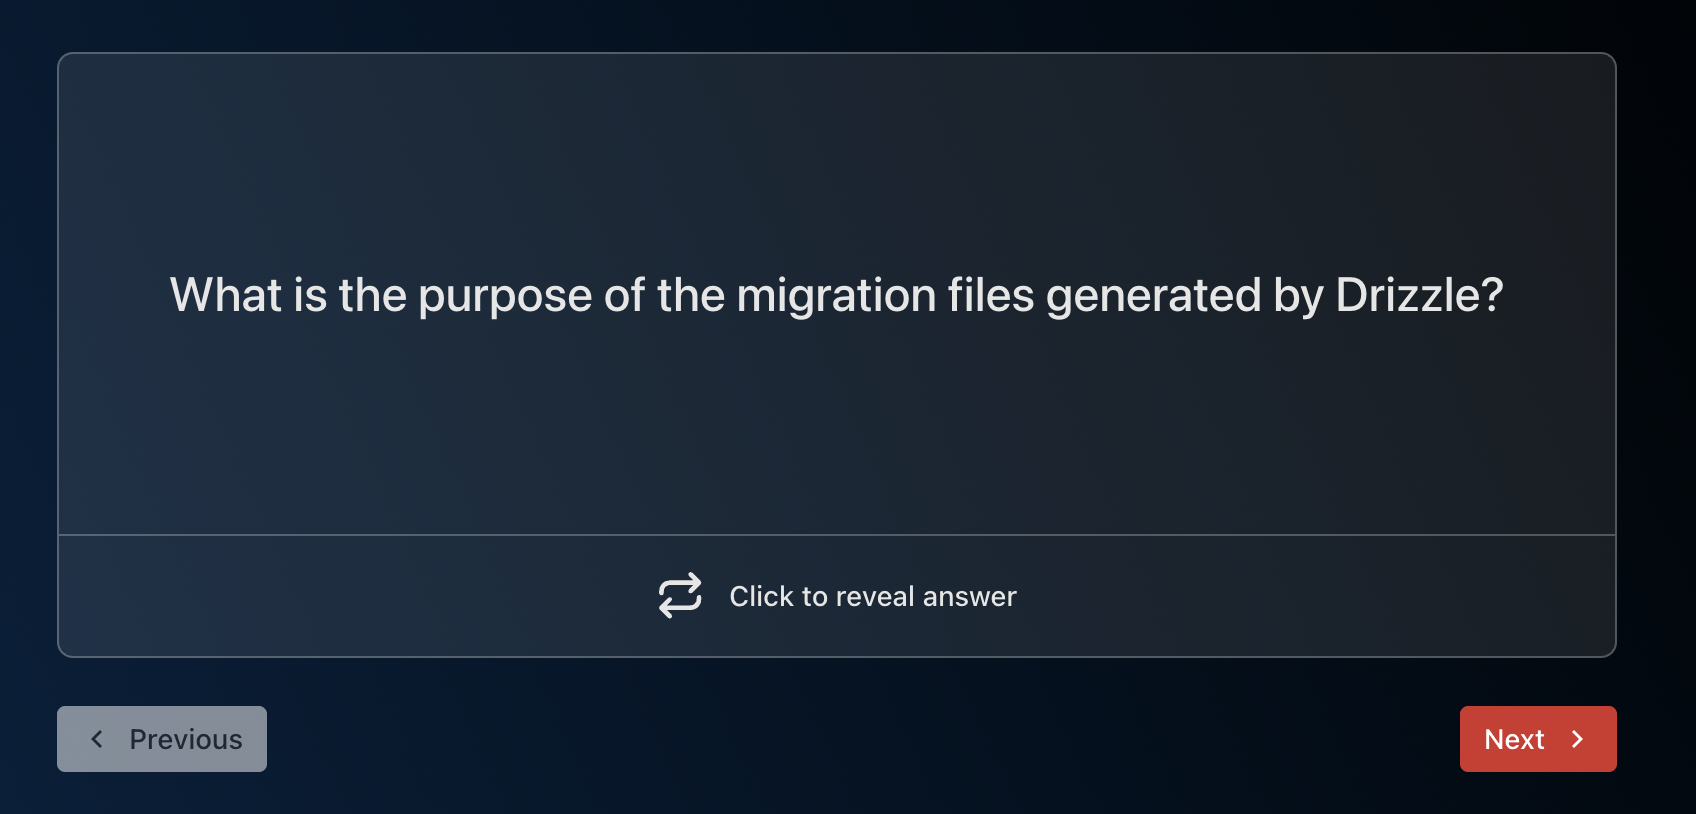 What is the purpose of the migration files generated by Drizzle?
Click to reveal answer
Previous
Next